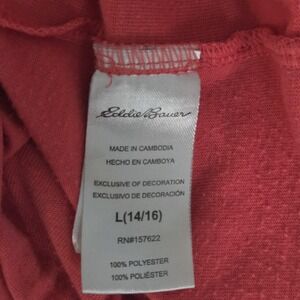 Eddie Bauer
MADE IN CAMBODIA
HECHO EN CAMBOYA
EXCLUSIVE OF DECORATION
EXCLUSIVO DE DECORACIÓN
L(14/16)
RN#157622
100% POLYESTER
100% POLIÉSTER